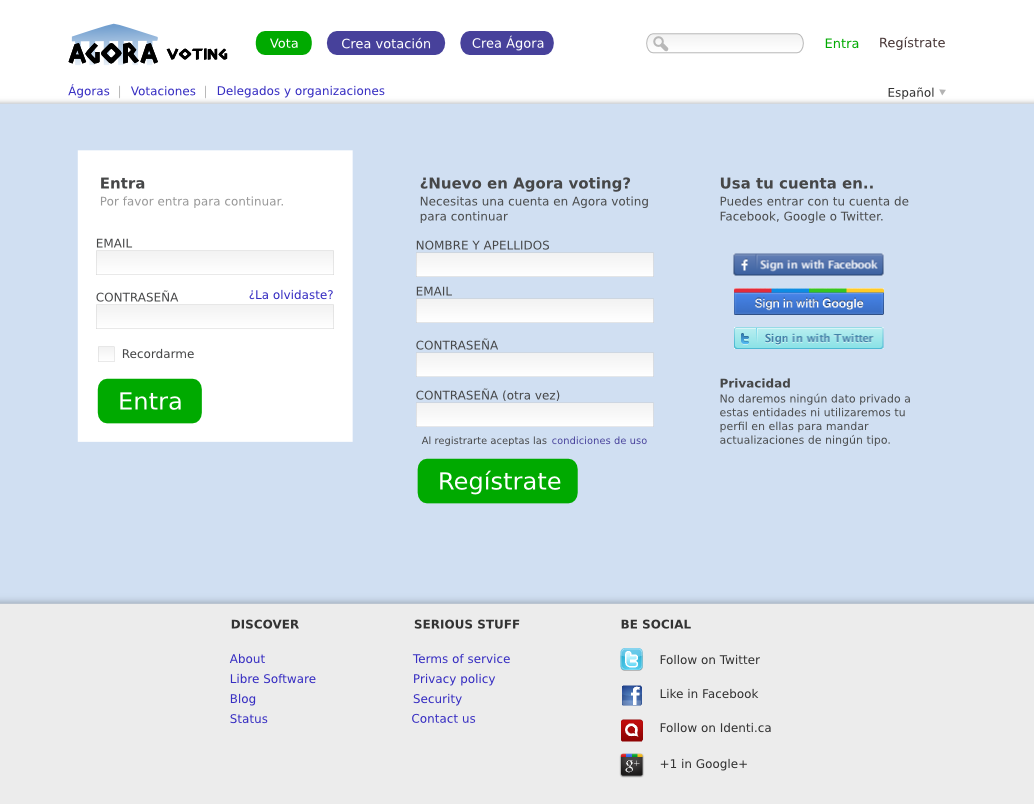 AGORA VOTING
Vota
Crea votación
Crea Ágora
Entra
Regístrate
Ágoras
Votaciones
Delegados y organizaciones
Español
Entra
Por favor entra para continuar.
EMAIL
CONTRASEÑA
¿La olvidaste?
Recordarme
Entra
¿Nuevo en Agora voting?
Necesitas una cuenta en Agora voting
para continuar
NOMBRE Y APELLIDOS
EMAIL
CONTRASEÑA
CONTRASEÑA (otra vez)
Al registrarte aceptas las condiciones de uso
Regístrate
Usa tu cuenta en..
Puedes entrar con tu cuenta de
Facebook, Google o Twitter.
Sign in with Facebook
Sign in with Google
Sign in with Twitter
Privacidad
No daremos ningún dato privado a
estas entidades ni utilizaremos tu
perfil en ellas para mandar
actualizaciones de ningún tipo.
DISCOVER
About
Libre Software
Blog
Status
SERIOUS STUFF
Terms of service
Privacy policy
Security
Contact us
BE SOCIAL
Follow on Twitter
Like in Facebook
Follow on Identi.ca
+1 in Google+